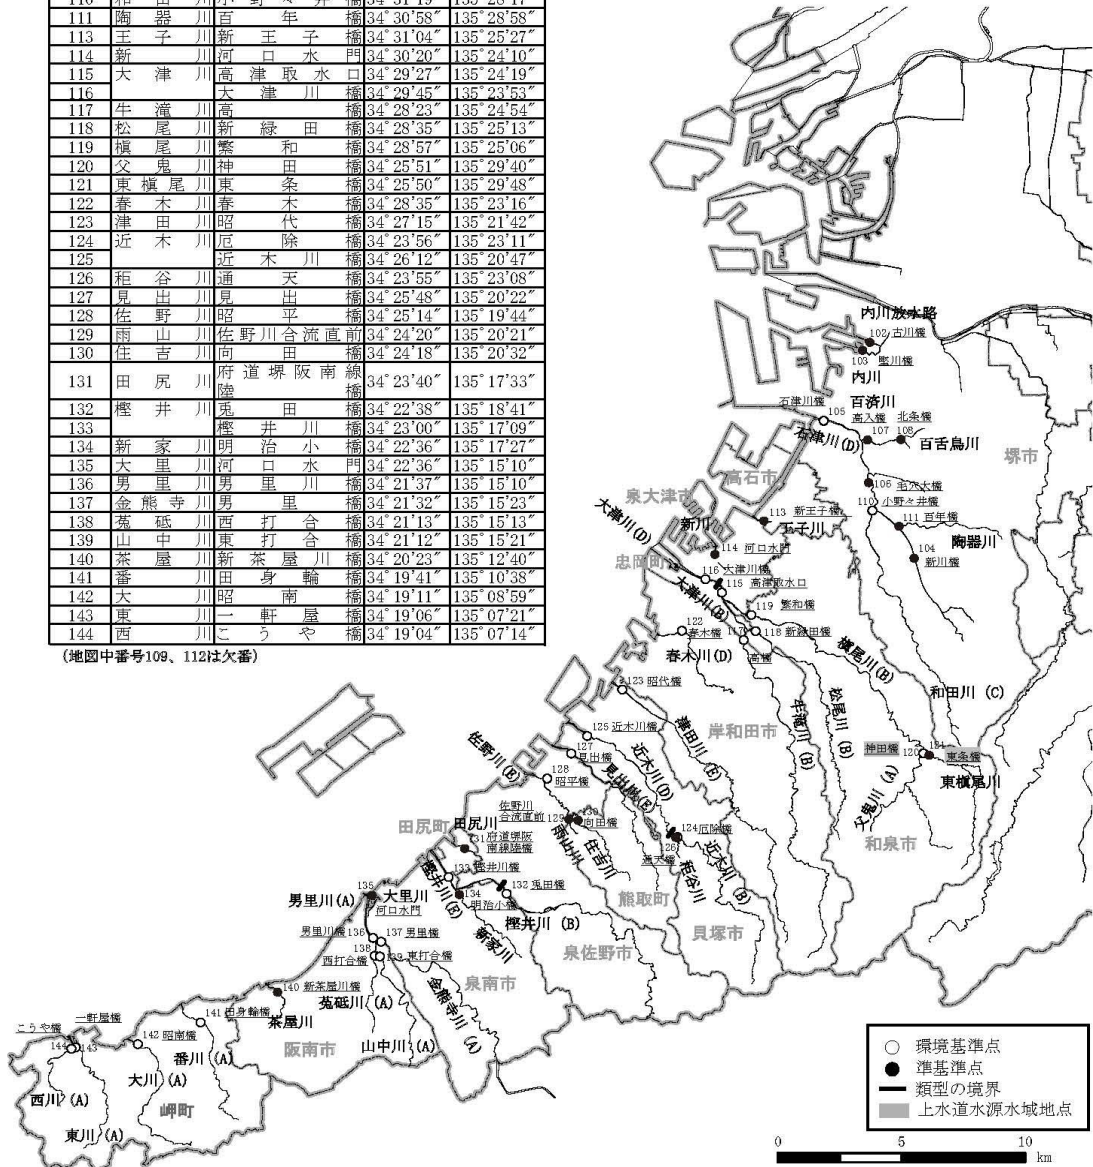 110 和田川 小野々井橋 34°31′19″ 135°28′17″
111 陶器川 百年橋 34°30′58″ 135°28′58″
113 王子川 新王子橋 34°31′04″ 135°25′27″
114 新川 河口水門 34°30′20″ 135°24′10″
115 大津川 高津取水口 34°29′27″ 135°24′19″
116 大津川橋 34°29′45″ 135°23′53″
117 牛滝川 高橋 34°28′23″ 135°24′54″
118 松尾川 新緑田橋 34°28′35″ 135°25′13″
119 槇尾川 繁和橋 34°28′57″ 135°25′06″
120 父鬼川 神田橋 34°25′51″ 135°29′40″
121 東槇尾川 東条橋 34°25′50″ 135°29′48″
122 春木川 春木橋 34°28′35″ 135°23′16″
123 津田川 昭代橋 34°27′15″ 135°21′42″
124 近木川 厄除橋 34°23′56″ 135°23′11″
125 近木川橋 34°26′12″ 135°20′47″
126 秬谷川 通天橋 34°23′55″ 135°23′08″
127 見出川 見出橋 34°25′48″ 135°20′22″
128 佐野川 昭平橋 34°25′14″ 135°19′44″
129 雨山川 佐野川合流直前 34°24′20″ 135°20′21″
130 住吉川 向田橋 34°24′18″ 135°20′32″
131 田尻川 府道堺阪南線陸橋 34°23′40″ 135°17′33″
132 樫井川 兎田橋 34°22′38″ 135°18′41″
133 樫井川橋 34°23′00″ 135°17′09″
134 新家川 明治小橋 34°22′36″ 135°17′27″
135 大里川 河口水門 34°22′36″ 135°15′10″
136 男里川 男里川橋 34°21′37″ 135°15′10″
137 金熊寺川 男里橋 34°21′32″ 135°15′23″
138 菟砥川 西打合橋 34°21′13″ 135°15′13″
139 山中川 東打合橋 34°21′12″ 135°15′21″
140 茶屋川 新茶屋川橋 34°20′23″ 135°12′40″
141 番川 田身輪橋 34°19′41″ 135°10′38″
142 大川 昭南橋 34°19′11″ 135°08′59″
143 東川 一軒屋橋 34°19′06″ 135°07′21″
144 西川 こうや橋 34°19′04″ 135°07′14″
(地図中番号109、112は欠番)
内川放水路
102 古川橋
103 竪川橋
内川
百済川
石津川橋
105
高入橋
北条橋
107
108
石津川(D)
百舌鳥川
堺市
高石市
106 毛穴大橋
小野々井橋
110
泉大津市
113 新王子橋
王子川
111 百年橋
陶器川
新川
大津川(D)
114 河口水門
104
新川橋
忠岡町
大津川橋
116
115 高津取水口
大津川(B)
119 繁和橋
122
春木橋
117
118 新緑田橋
高橋
春木川(D)
槇尾川(B)
和田川 (C)
123 昭代橋
岸和田市
松尾川(B)
牛滝川(B)
津田川(E)
125 近木川橋
127
見出橋
佐野川(E)
近木川(D)
見出川(E)
神田橋
120
121
東条橋
東槇尾川
父鬼川(A)
128
昭平橋
佐野川
合流直前
129
130
向田橋
雨山川
住吉川
124 厄除橋
126
通天橋
近木川(B)
秬谷川
和泉市
田尻町
田尻川
131
府道堺阪
南線陸橋
133 樫井川橋
樫井川(E)
132 兎田橋
134
明治小橋
熊取町
貝塚市
男里川(A)
135
大里川
河口水門
樫井川 (B)
新家川
泉佐野市
男里川橋
136
137 男里橋
138
西打合橋
139 東打合橋
泉南市
140 新茶屋川橋
菟砥川(A)
金熊寺川(A)
141 田身輪橋
茶屋川
阪南市
山中川(A)
こうや橋
一軒屋橋
144
143
142 昭南橋
番川(A)
大川(A)
西川(A)
岬町
東川(A)
環境基準点
準基準点
類型の境界
上水道水源水域地点
0 5 10
km